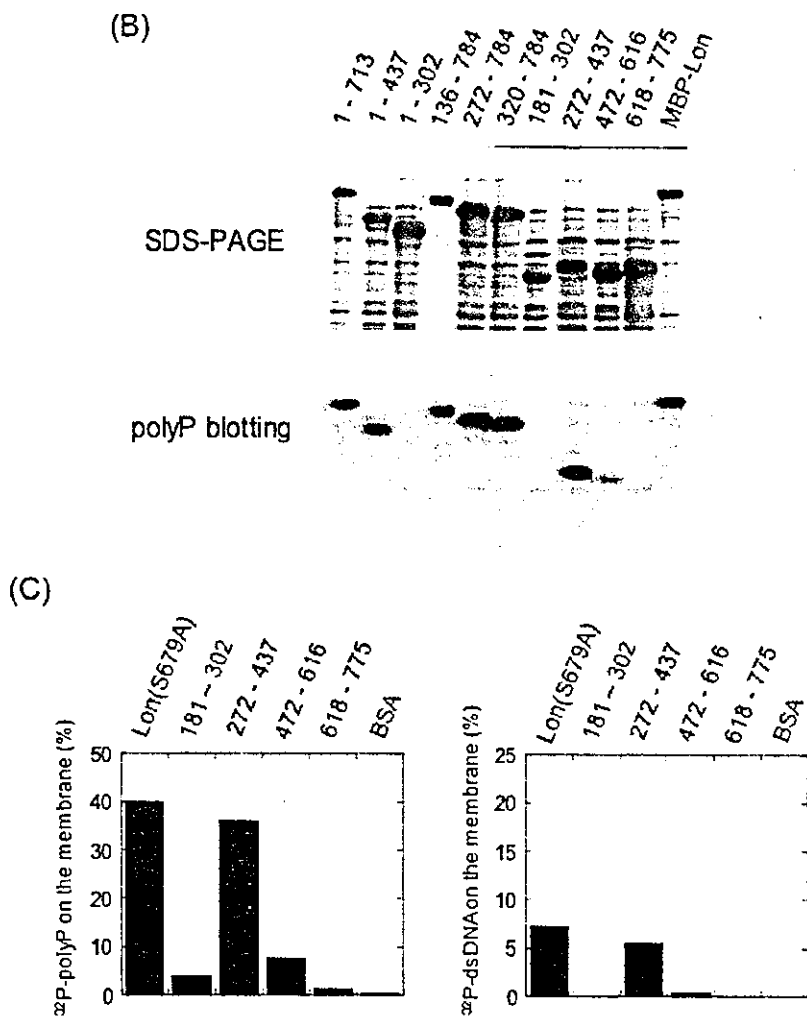 (B)
1 - 713
1 - 437
1 - 302
136 - 784
272 - 784
320 - 784
181 - 302
272 - 437
472 - 616
618 - 775
MBP-Lon
SDS-PAGE
polyP blotting
(C)
Lon(S679A)
181 ~ 302
272 - 437
472 - 616
618 - 775
BSA
³²P-polyP on the membrane (%)
50
40
30
20
10
0
Lon(S679A)
181 - 302
272 - 437
472 - 616
618 - 775
BSA
³²P-dsDNA on the membrane (%)
25
20
15
10
5
0